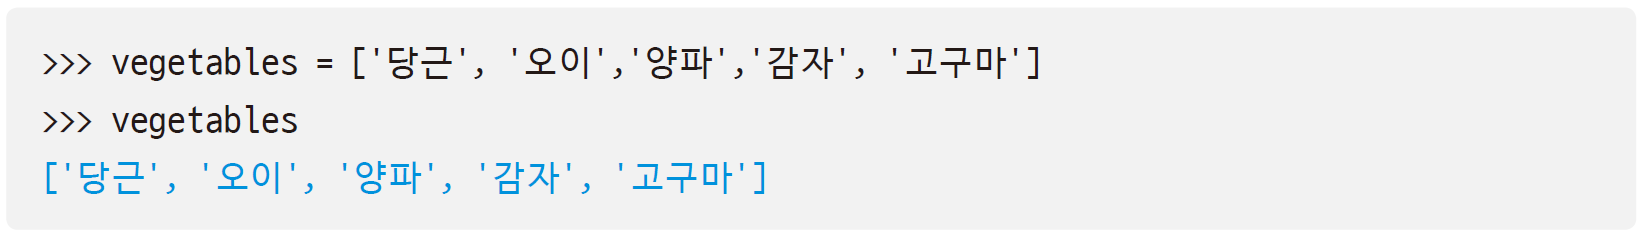 >>> vegetables = ['당근', '오이','양파','감자', '고구마']
>>> vegetables
['당근', '오이', '양파', '감자', '고구마']